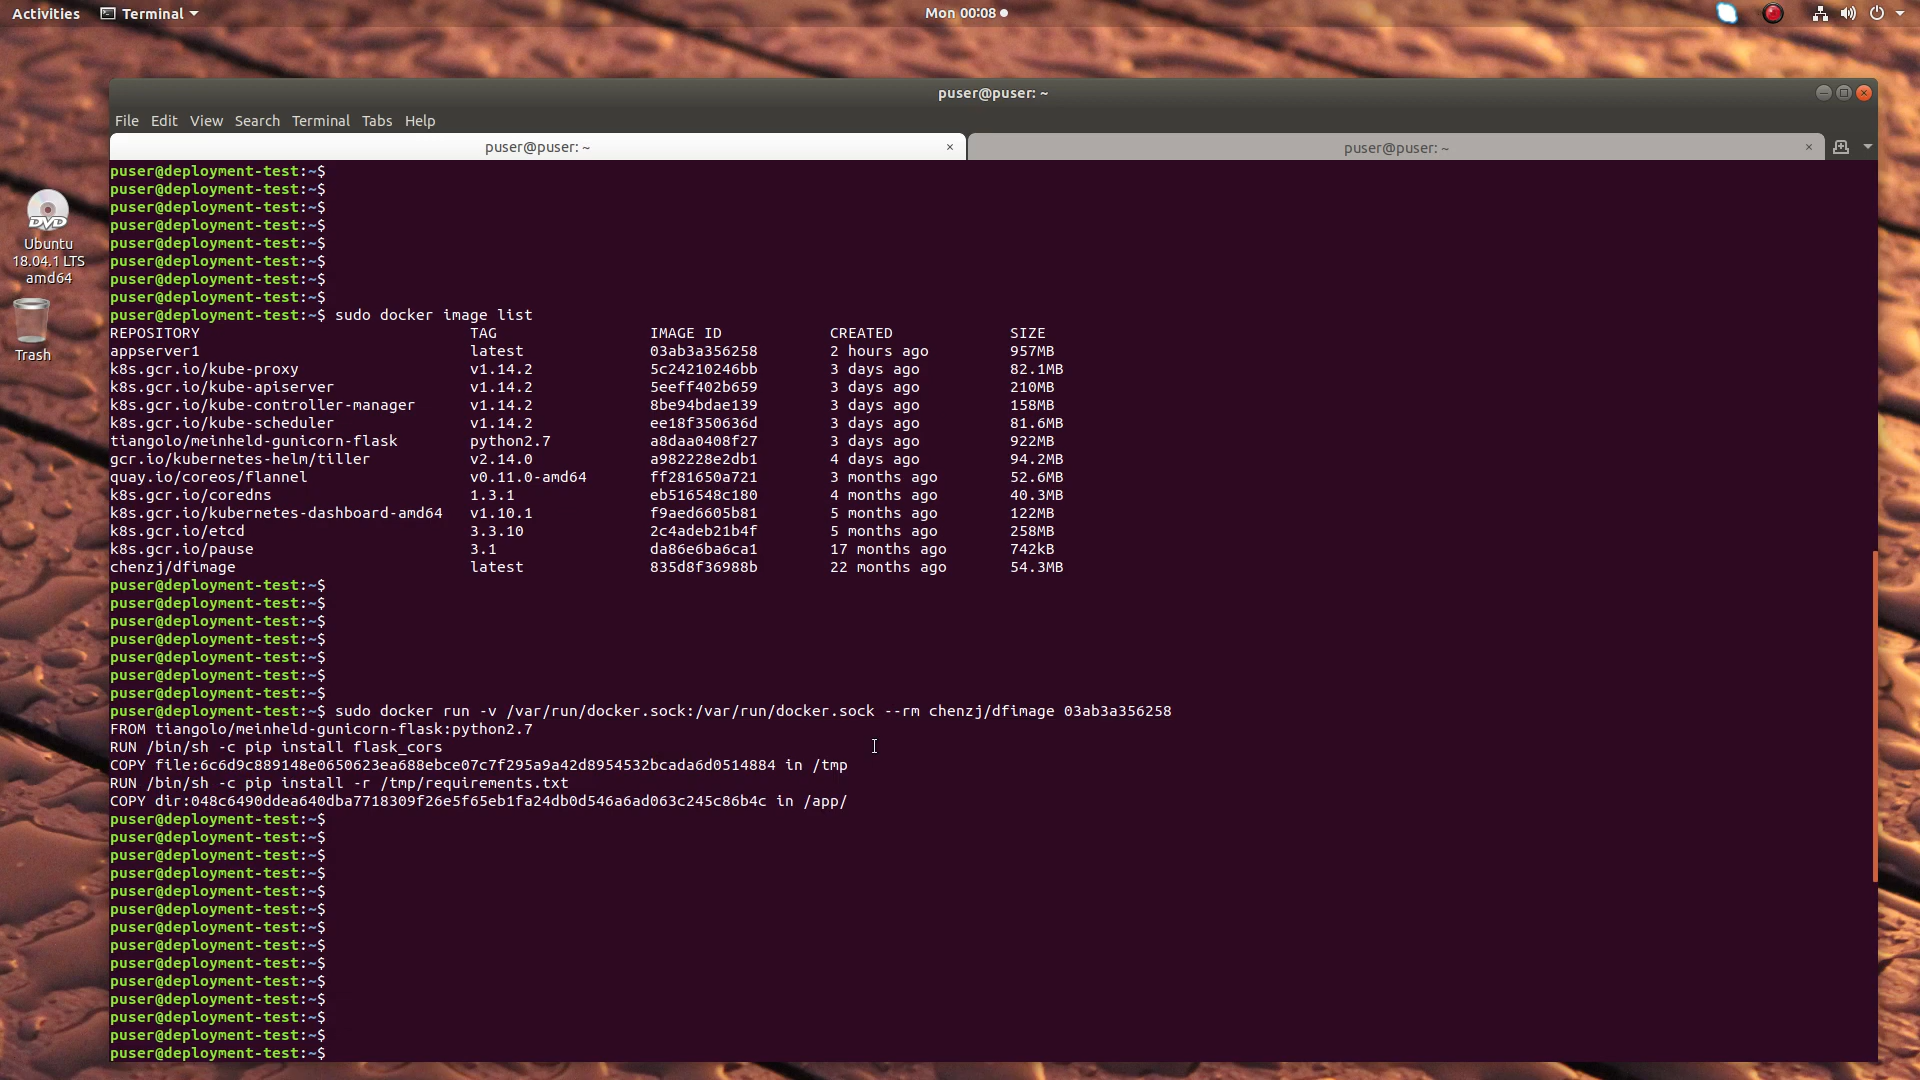 Activities Terminal Mon 00:08
puser@puser: ~
File Edit View Search Terminal Tabs Help
puser@puser: ~ × puser@puser: ~ ×
Ubuntu
18.04.1 LTS
amd64
Trash
DVD
puser@deployment-test:~$
puser@deployment-test:~$
puser@deployment-test:~$
puser@deployment-test:~$
puser@deployment-test:~$
puser@deployment-test:~$
puser@deployment-test:~$
puser@deployment-test:~$
puser@deployment-test:~$ sudo docker image list
REPOSITORY TAG IMAGE ID CREATED SIZE
appserver1 latest 03ab3a356258 2 hours ago 957MB
k8s.gcr.io/kube-proxy v1.14.2 5c24210246bb 3 days ago 82.1MB
k8s.gcr.io/kube-apiserver v1.14.2 5eeff402b659 3 days ago 210MB
k8s.gcr.io/kube-controller-manager v1.14.2 8be94bdae139 3 days ago 158MB
k8s.gcr.io/kube-scheduler v1.14.2 ee18f350636d 3 days ago 81.6MB
tiangolo/meinheld-gunicorn-flask python2.7 a8daa0408f27 3 days ago 922MB
gcr.io/kubernetes-helm/tiller v2.14.0 a982228e2db1 4 days ago 94.2MB
quay.io/coreos/flannel v0.11.0-amd64 ff281650a721 3 months ago 52.6MB
k8s.gcr.io/coredns 1.3.1 eb516548c180 4 months ago 40.3MB
k8s.gcr.io/kubernetes-dashboard-amd64 v1.10.1 f9aed6605b81 5 months ago 122MB
k8s.gcr.io/etcd 3.3.10 2c4adeb21b4f 5 months ago 258MB
k8s.gcr.io/pause 3.1 da86e6ba6ca1 17 months ago 742kB
chenzj/dfimage latest 835d8f36988b 22 months ago 54.3MB
puser@deployment-test:~$
puser@deployment-test:~$
puser@deployment-test:~$
puser@deployment-test:~$
puser@deployment-test:~$
puser@deployment-test:~$
puser@deployment-test:~$
puser@deployment-test:~$ sudo docker run -v /var/run/docker.sock:/var/run/docker.sock --rm chenzj/dfimage 03ab3a356258
FROM tiangolo/meinheld-gunicorn-flask:python2.7
RUN /bin/sh -c pip install flask_cors
COPY file:6c6d9c889148e0650623ea688ebce07c7f295a9a42d8954532bcada6d0514884 in /tmp
RUN /bin/sh -c pip install -r /tmp/requirements.txt
COPY dir:048c6490ddea640dba7718309f26e5f65eb1fa24db0d546a6ad063c245c86b4c in /app/
puser@deployment-test:~$
puser@deployment-test:~$
puser@deployment-test:~$
puser@deployment-test:~$
puser@deployment-test:~$
puser@deployment-test:~$
puser@deployment-test:~$
puser@deployment-test:~$
puser@deployment-test:~$
puser@deployment-test:~$
puser@deployment-test:~$
puser@deployment-test:~$
puser@deployment-test:~$
puser@deployment-test:~$